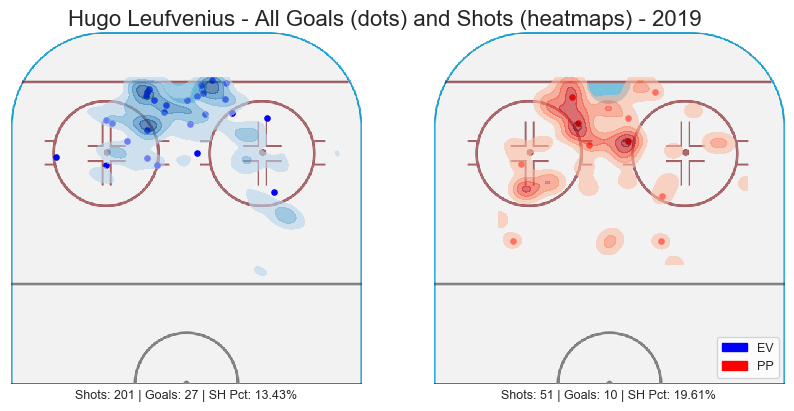 Hugo Leufvenius - All Goals (dots) and Shots (heatmaps) - 2019
EV
PP
Shots: 201 | Goals: 27 | SH Pct: 13.43%
Shots: 51 | Goals: 10 | SH Pct: 19.61%